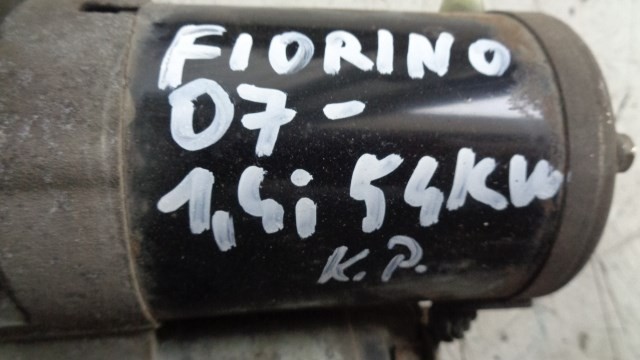 FIORINO
07-
1,4i 54KW
K.P.